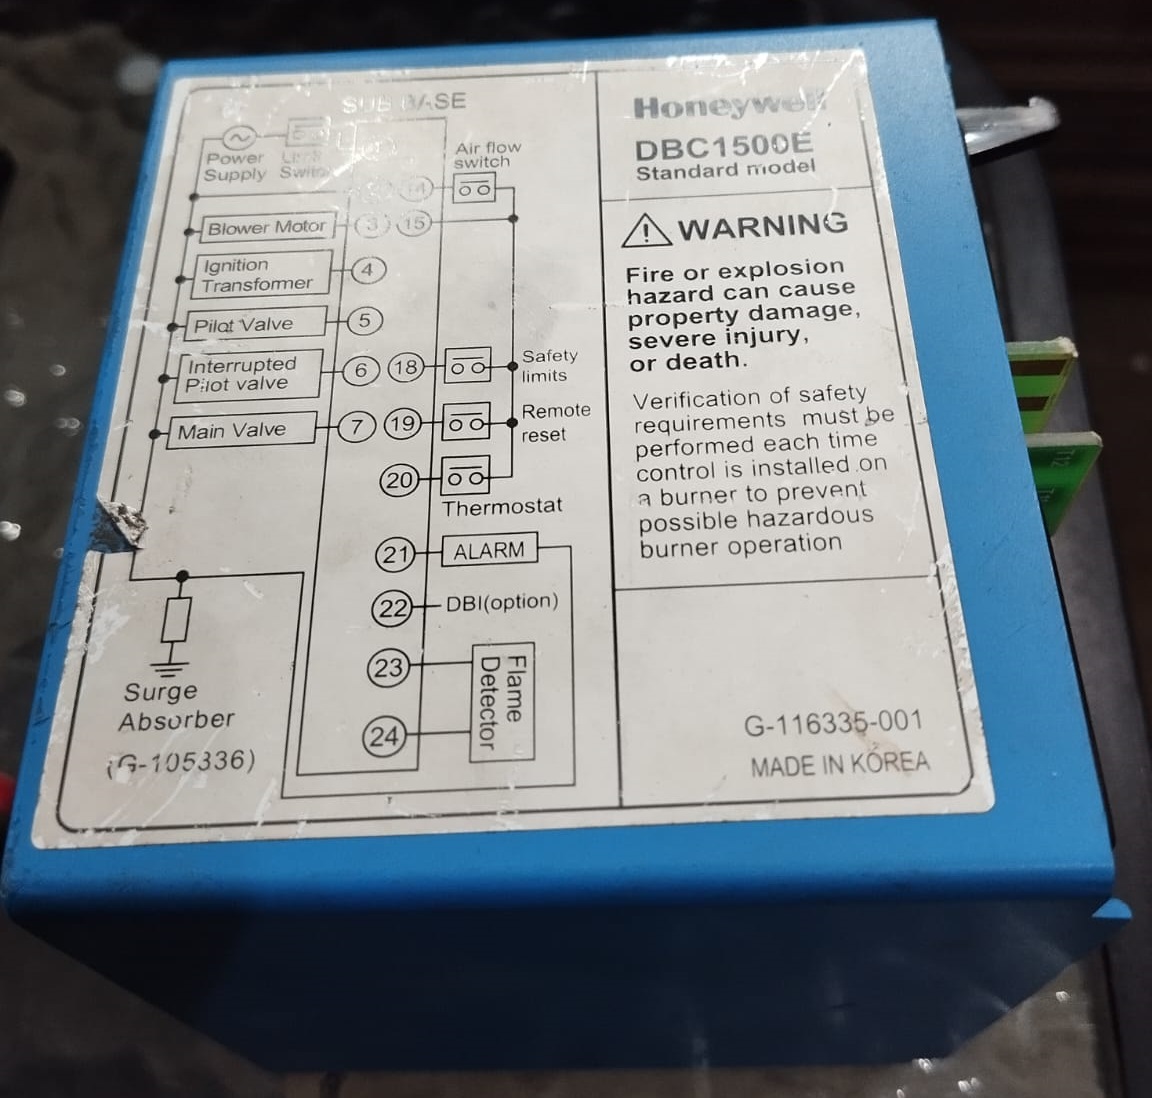 SUB BASE
Power
Supply
Limit
Switch
Air flow
switch
14
Blower Motor
3
15
Ignition
Transformer
4
Pilot Valve
5
Interrupted
Pilot valve
6
18
Safety
limits
Main Valve
7
19
Remote
reset
20
Thermostat
21
ALARM
22
DBI(option)
23
24
Flame
Detector
Surge
Absorber
(G-105336)
Honeywell
DBC1500E
Standard model
WARNING
Fire or explosion
hazard can cause
property damage,
severe injury,
or death.
Verification of safety
requirements must be
performed each time
control is installed on
a burner to prevent
possible hazardous
burner operation
G-116335-001
MADE IN KOREA
T12